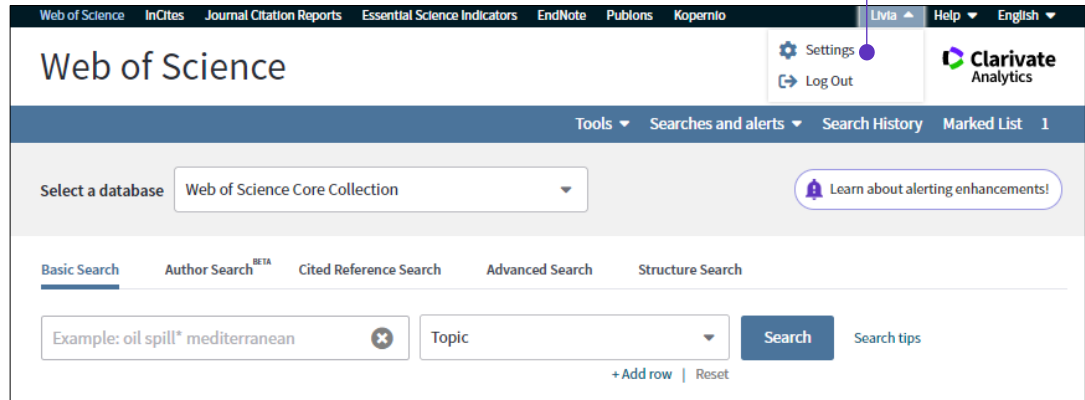 Web of Science InCites Journal Citation Reports Essential Science Indicators EndNote Publons Kopernio Livia Help English
Web of Science
Settings
Log Out
Clarivate
Analytics
Tools Searches and alerts Search History Marked List 1
Select a database Web of Science Core Collection
Learn about alerting enhancements!
Basic Search Author Search BETA Cited Reference Search Advanced Search Structure Search
Example: oil spill* mediterranean Topic Search Search tips
+ Add row | Reset